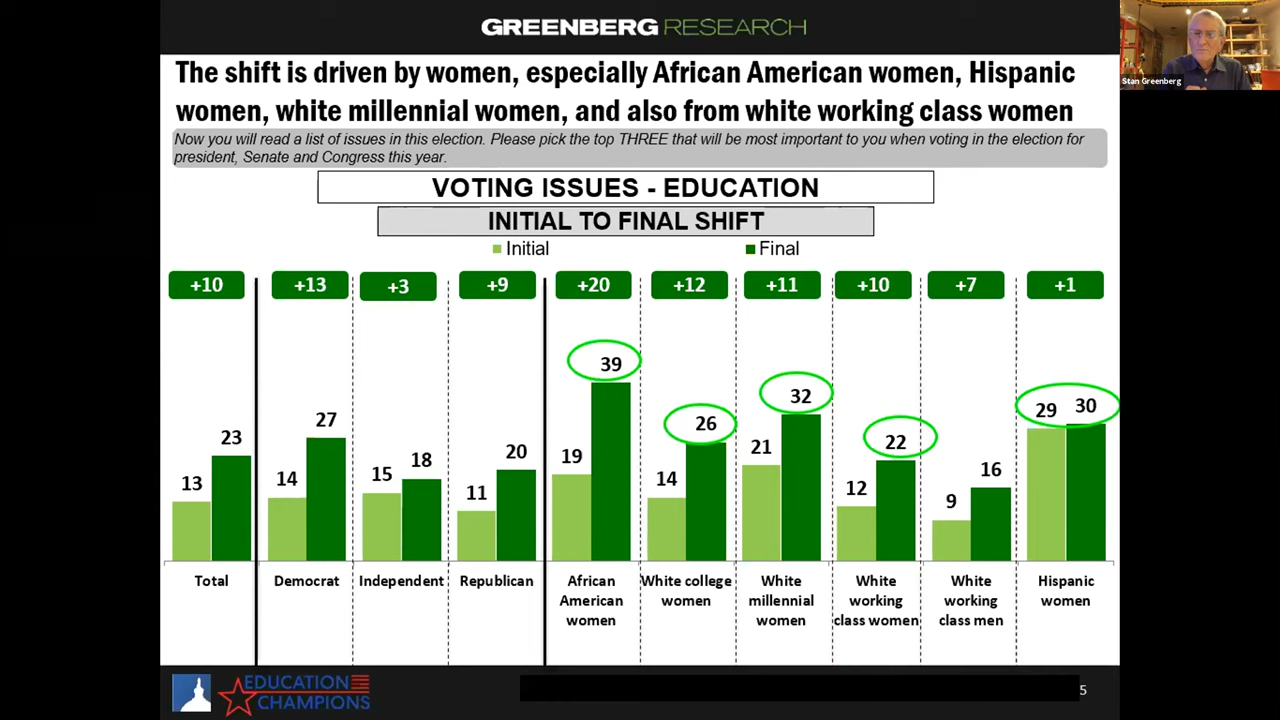 GREENBERG RESEARCH
Stan Greenberg
The shift is driven by women, especially African American women, Hispanic
women, white millennial women, and also from white working class women
Now you will read a list of issues in this election. Please pick the top THREE that will be most important to you when voting in the election for
president, Senate and Congress this year.
VOTING ISSUES - EDUCATION
INITIAL TO FINAL SHIFT
Initial Final
+10 +13 +3 +9 +20 +12 +11 +10 +7 +1
13 23 14 27 15 18 11 20 19 39 14 26 21 32 12 22 9 16 29 30
Total
Democrat
Independent
Republican
African
American
women
White college
women
White
millennial
women
White
working
class women
White
working
class men
Hispanic
women
EDUCATION
CHAMPIONS
5